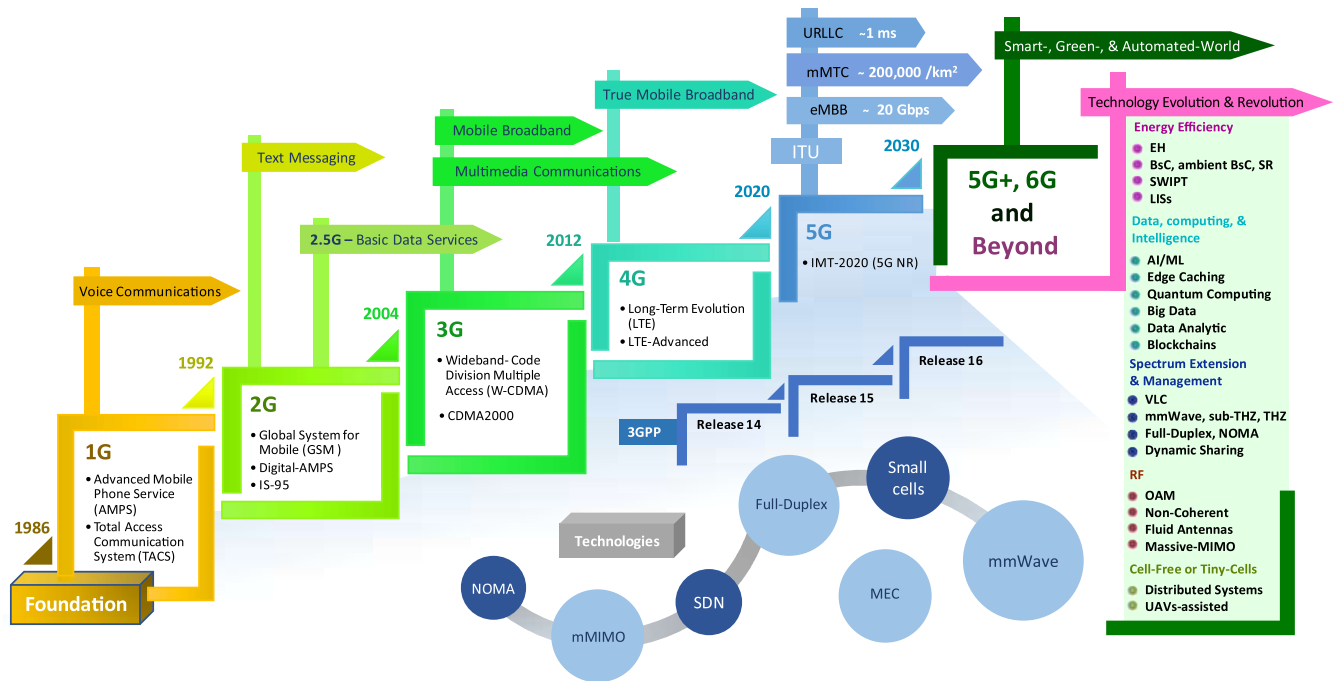 Foundation
1986
1G
• Advanced Mobile
Phone Service
(AMPS)
• Total Access
Communication
System (TACS)
Voice Communications
1992
2G
• Global System for
Mobile (GSM )
• Digital-AMPS
• IS-95
Text Messaging
2.5G – Basic Data Services
2004
3G
• Wideband- Code
Division Multiple
Access (W-CDMA)
• CDMA2000
Mobile Broadband
Multimedia Communications
2012
4G
• Long-Term Evolution
(LTE)
• LTE-Advanced
True Mobile Broadband
2020
5G
• IMT-2020 (5G NR)
ITU
URLLC ~1 ms
mMTC ~ 200,000 /km²
eMBB ~ 20 Gbps
2030
5G+, 6G
and
Beyond
Smart-, Green-, & Automated-World
Technology Evolution & Revolution
Energy Efficiency
EH
BsC, ambient BsC, SR
SWIPT
LISs
Data, computing, &
Intelligence
AI/ML
Edge Caching
Quantum Computing
Big Data
Data Analytic
Blockchains
Spectrum Extension
& Management
VLC
mmWave, sub-THZ, THZ
Full-Duplex, NOMA
Dynamic Sharing
RF
OAM
Non-Coherent
Fluid Antennas
Massive-MIMO
Cell-Free or Tiny-Cells
Distributed Systems
UAVs-assisted
3GPP
Release 14
Release 15
Release 16
Technologies
NOMA
mMIMO
SDN
Full-Duplex
Small
cells
MEC
mmWave